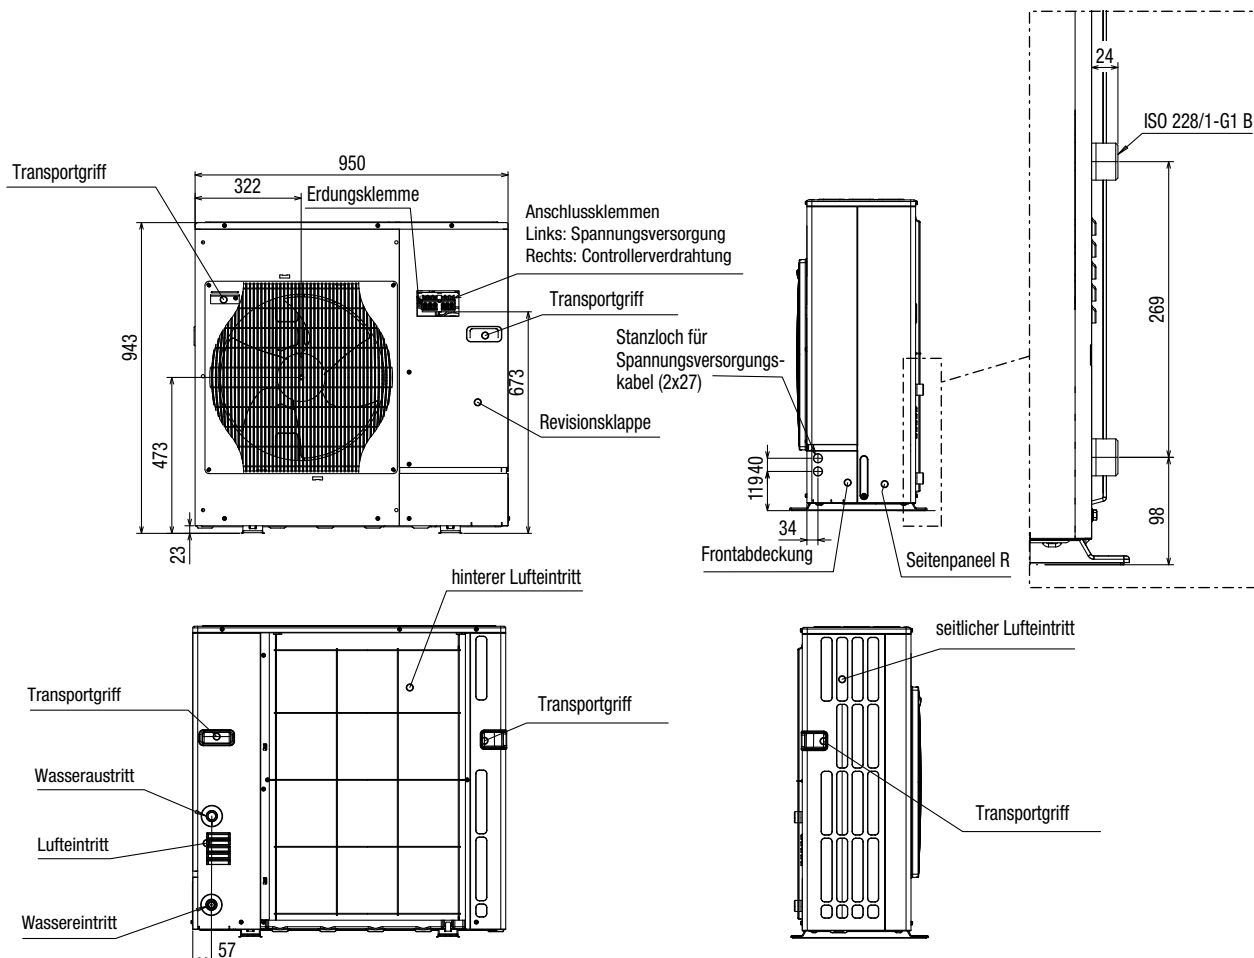 24
ISO 228/1-G1 B
Transportgriff
950
322
Erdungsklemme
Anschlussklemmen
Links: Spannungsversorgung
Rechts: Controllerverdrahtung
Transportgriff
943
473
23
673
Revisionsklappe
Stanzloch für
Spannungsversorgungs-
kabel (2x27)
40
119
34
Frontabdeckung
Seitenpaneel R
269
98
hinterer Lufteintritt
Transportgriff
Transportgriff
Wasseraustritt
Lufteintritt
Wassereintritt
57
seitlicher Lufteintritt
Transportgriff